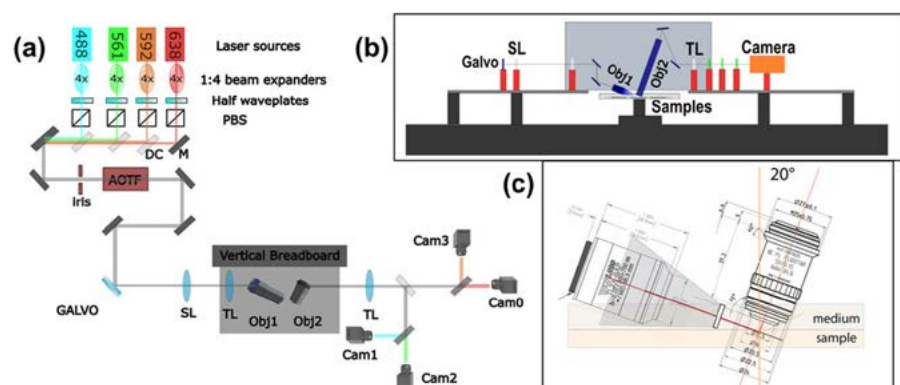 (a)
488 561 592 638
Laser sources
4x 4x 4x 4x
1:4 beam expanders
Half waveplates
PBS
DC M
Iris
AOTF
Vertical Breadboard
GALVO
SL
TL
Obj1
Obj2
TL
Cam3
Cam0
Cam1
Cam2
(b)
Galvo
SL
Obj1
Obj2
TL
Camera
Samples
(c)
20°
medium
sample